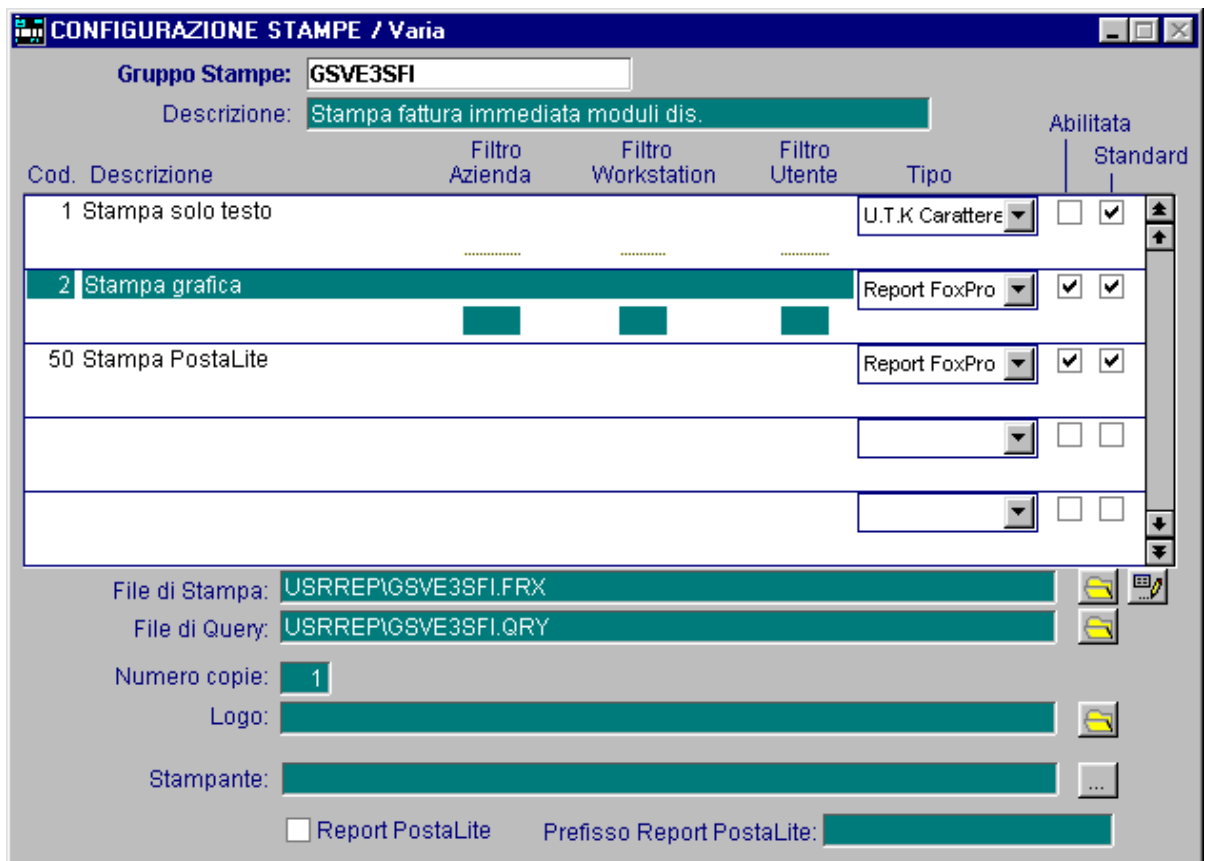 CONFIGURAZIONE STAMPE / Varia
Gruppo Stampe: GSVE3SFI
Descrizione: Stampa fattura immediata moduli dis.
Abilitata
Filtro Filtro Filtro Standard
Cod. Descrizione Azienda Workstation Utente Tipo
1 Stampa solo testo U.T.K Carattere
2 Stampa grafica Report FoxPro
50 Stampa PostaLite Report FoxPro
File di Stampa: USRREP\GSVE3SFI.FRX
File di Query: USRREP\GSVE3SFI.QRY
Numero copie: 1
Logo:
Stampante: ...
Report PostaLite Prefisso Report PostaLite: